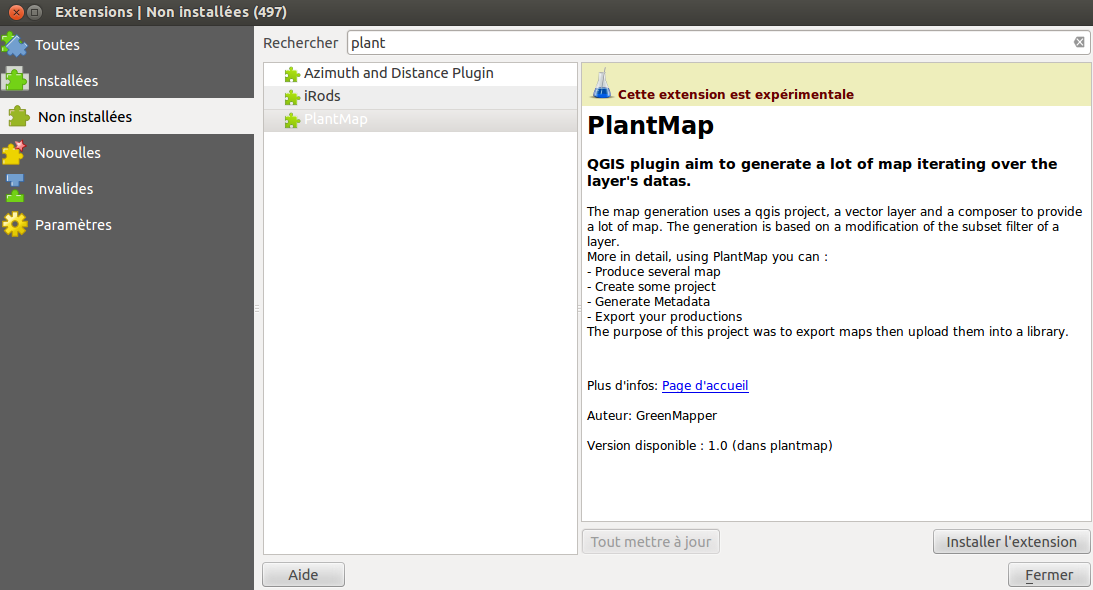 Extensions | Non installées (497)
Toutes
Installées
Non installées
Nouvelles
Invalides
Paramètres
Rechercher plant
Azimuth and Distance Plugin
iRods
PlantMap
Cette extension est expérimentale
PlantMap
QGIS plugin aim to generate a lot of map iterating over the
layer's datas.
The map generation uses a qgis project, a vector layer and a composer to provide
a lot of map. The generation is based on a modification of the subset filter of a
layer.
More in detail, using PlantMap you can :
- Produce several map
- Create some project
- Generate Metadata
- Export your productions
The purpose of this project was to export maps then upload them into a library.
Plus d'infos: Page d'accueil
Auteur: GreenMapper
Version disponible : 1.0 (dans plantmap)
Tout mettre à jour
Installer l'extension
Aide
Fermer